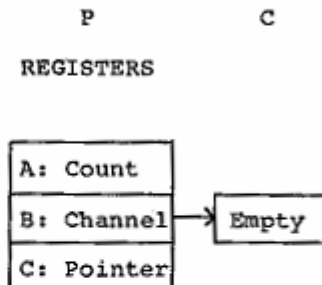 P C
REGISTERS
A: Count
B: Channel Empty
C: Pointer